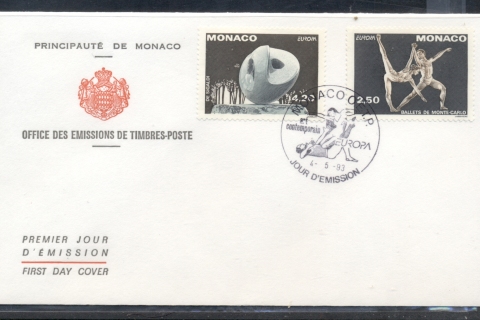 PRINCIPAUTÉ DE MONACO
OFFICE DES EMISSIONS DE TIMBRES-POSTE
PREMIER JOUR
D'ÉMISSION
FIRST DAY COVER
MONACO EUROPA
4,20
MONACO
EUROPA
2,50
BALLETS DE MONTE-CARLO
contemporain
EUROPA
4- 5 -93
JOUR D'EMISSION